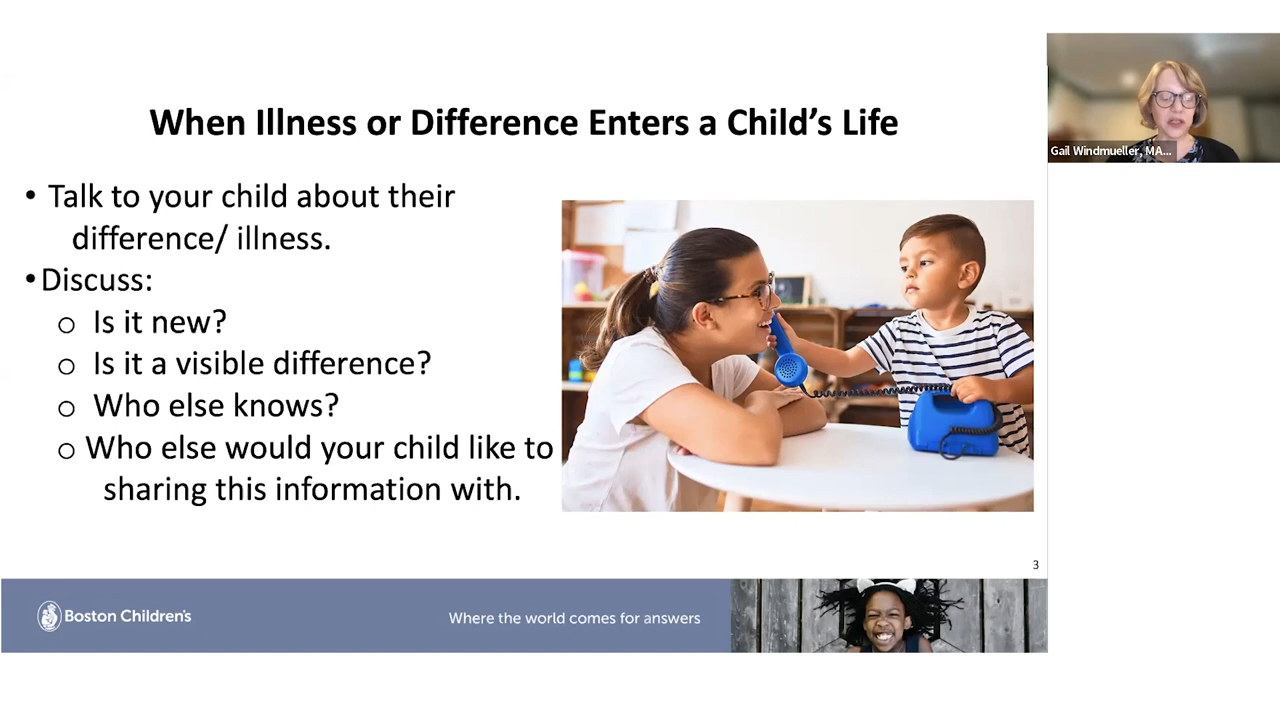 When Illness or Difference Enters a Child’s Life
Gail Windmueller, MA...
• Talk to your child about their
difference/ illness.
• Discuss:
o Is it new?
o Is it a visible difference?
o Who else knows?
o Who else would your child like to
sharing this information with.
3
Boston Children's
Where the world comes for answers